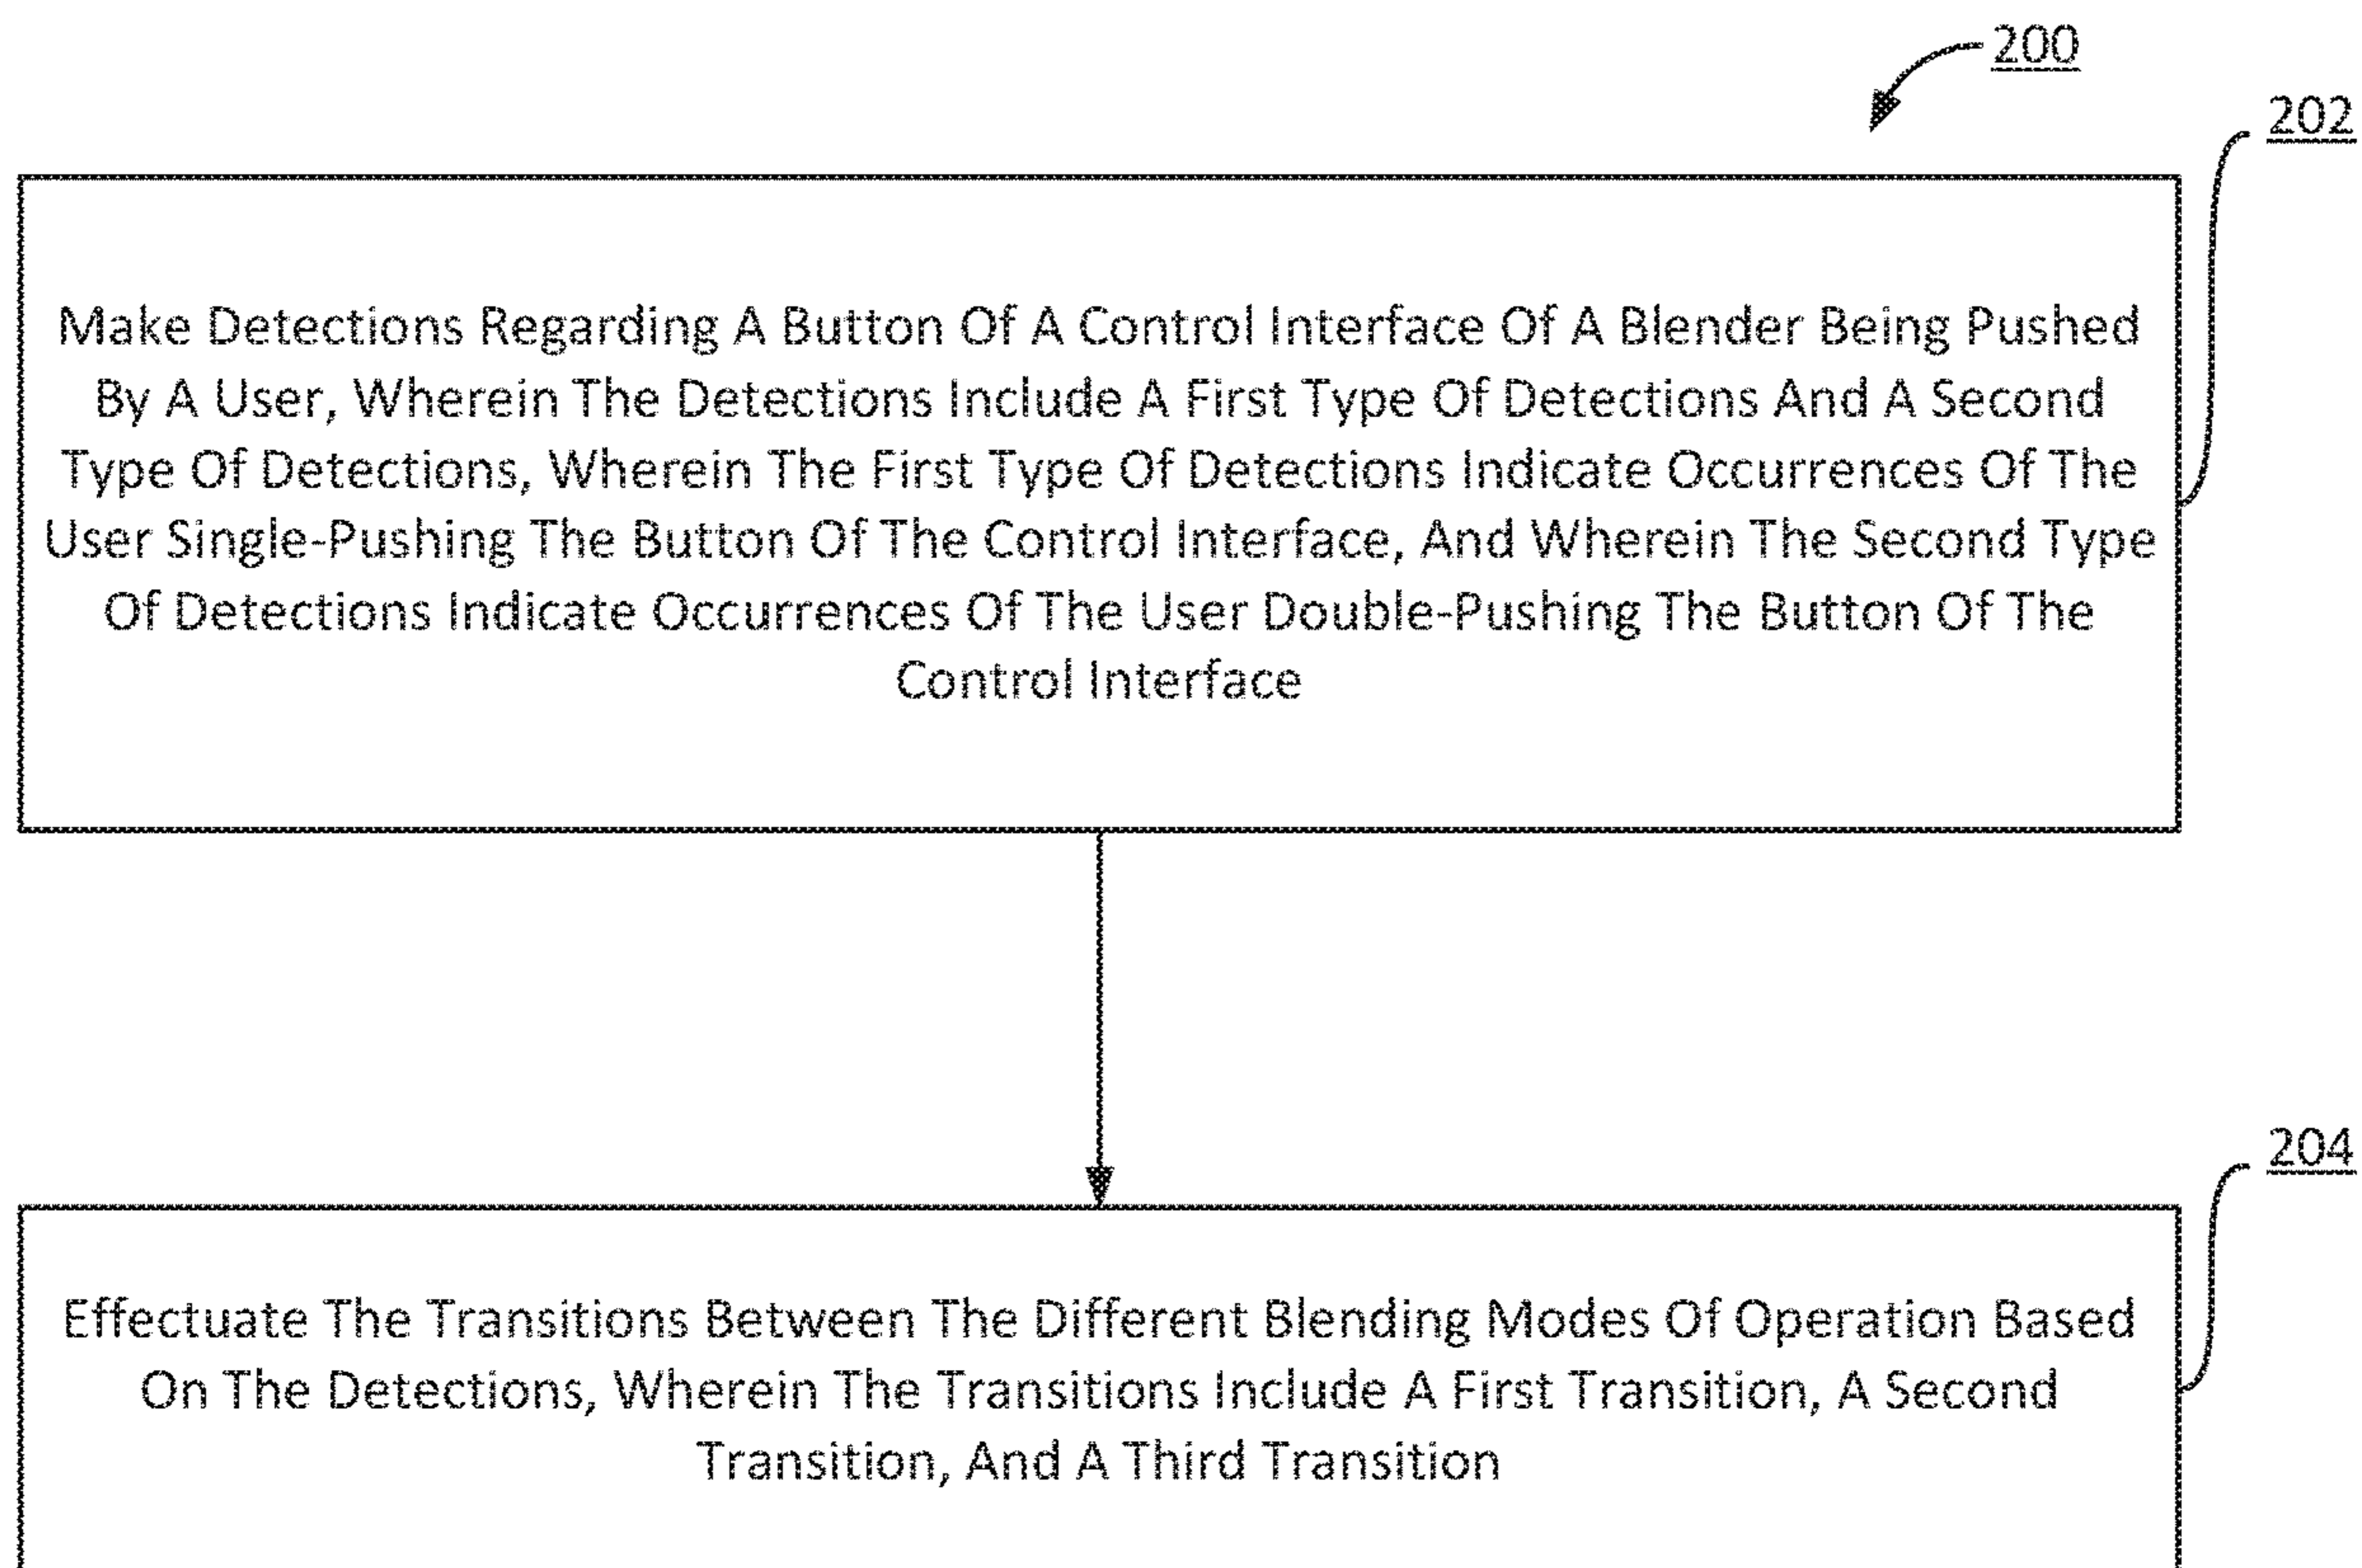 200
202
Make Detections Regarding A Button Of A Control Interface Of A Blender Being Pushed
By A User, Wherein The Detections Include A First Type Of Detections And A Second
Type Of Detections, Wherein The First Type Of Detections Indicate Occurrences Of The
User Single-Pushing The Button Of The Control Interface, And Wherein The Second Type
Of Detections Indicate Occurrences Of The User Double-Pushing The Button Of The
Control Interface
204
Effectuate The Transitions Between The Different Blending Modes Of Operation Based
On The Detections, Wherein The Transitions Include A First Transition, A Second
Transition, And A Third Transition